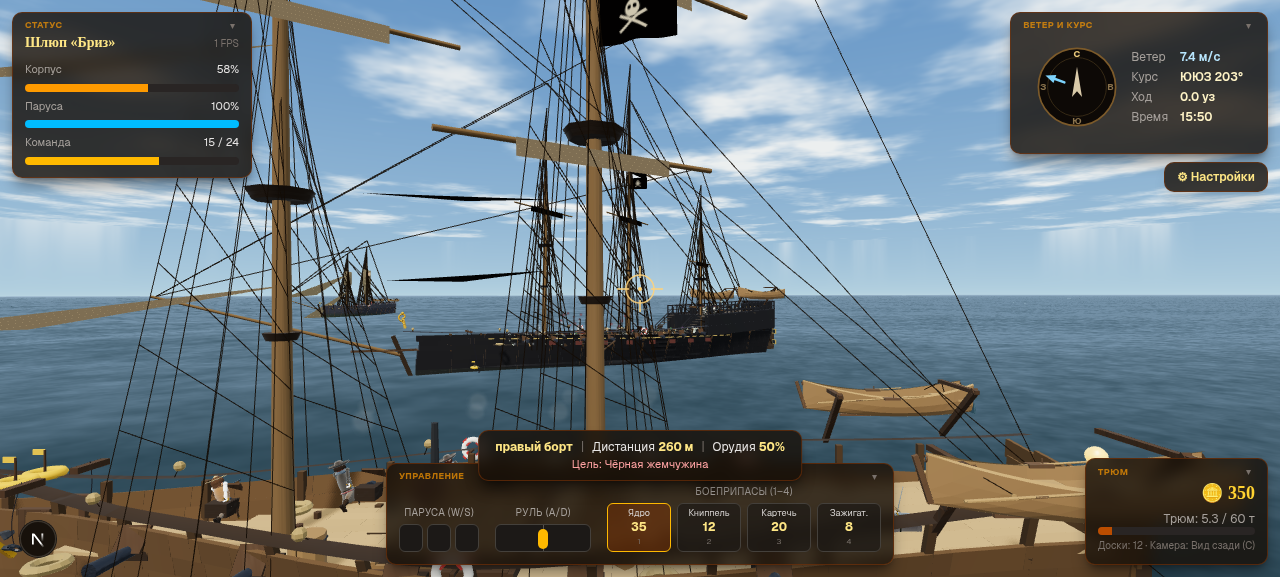 СТАТУС
Шлюп «Бриз»
1 FPS
Корпус 58%
Паруса 100%
Команда 15 / 24
ВЕТЕР И КУРС
С
З В
Ю
Ветер 7.4 м/с
Курс ЮЮЗ 203°
Ход 0.0 уз
Время 15:50
⚙ Настройки
правый борт | Дистанция 260 м | Орудия 50%
Цель: Чёрная жемчужина
УПРАВЛЕНИЕ
ПАРУСА (W/S)
РУЛЬ (A/D)
БОЕПРИПАСЫ (1–4)
Ядро
35
1
Книппель
12
2
Картечь
20
3
Зажигат.
8
4
ТРЮМ
350
Трюм: 5.3 / 60 т
Доски: 12 · Камера: Вид сзади (C)
N